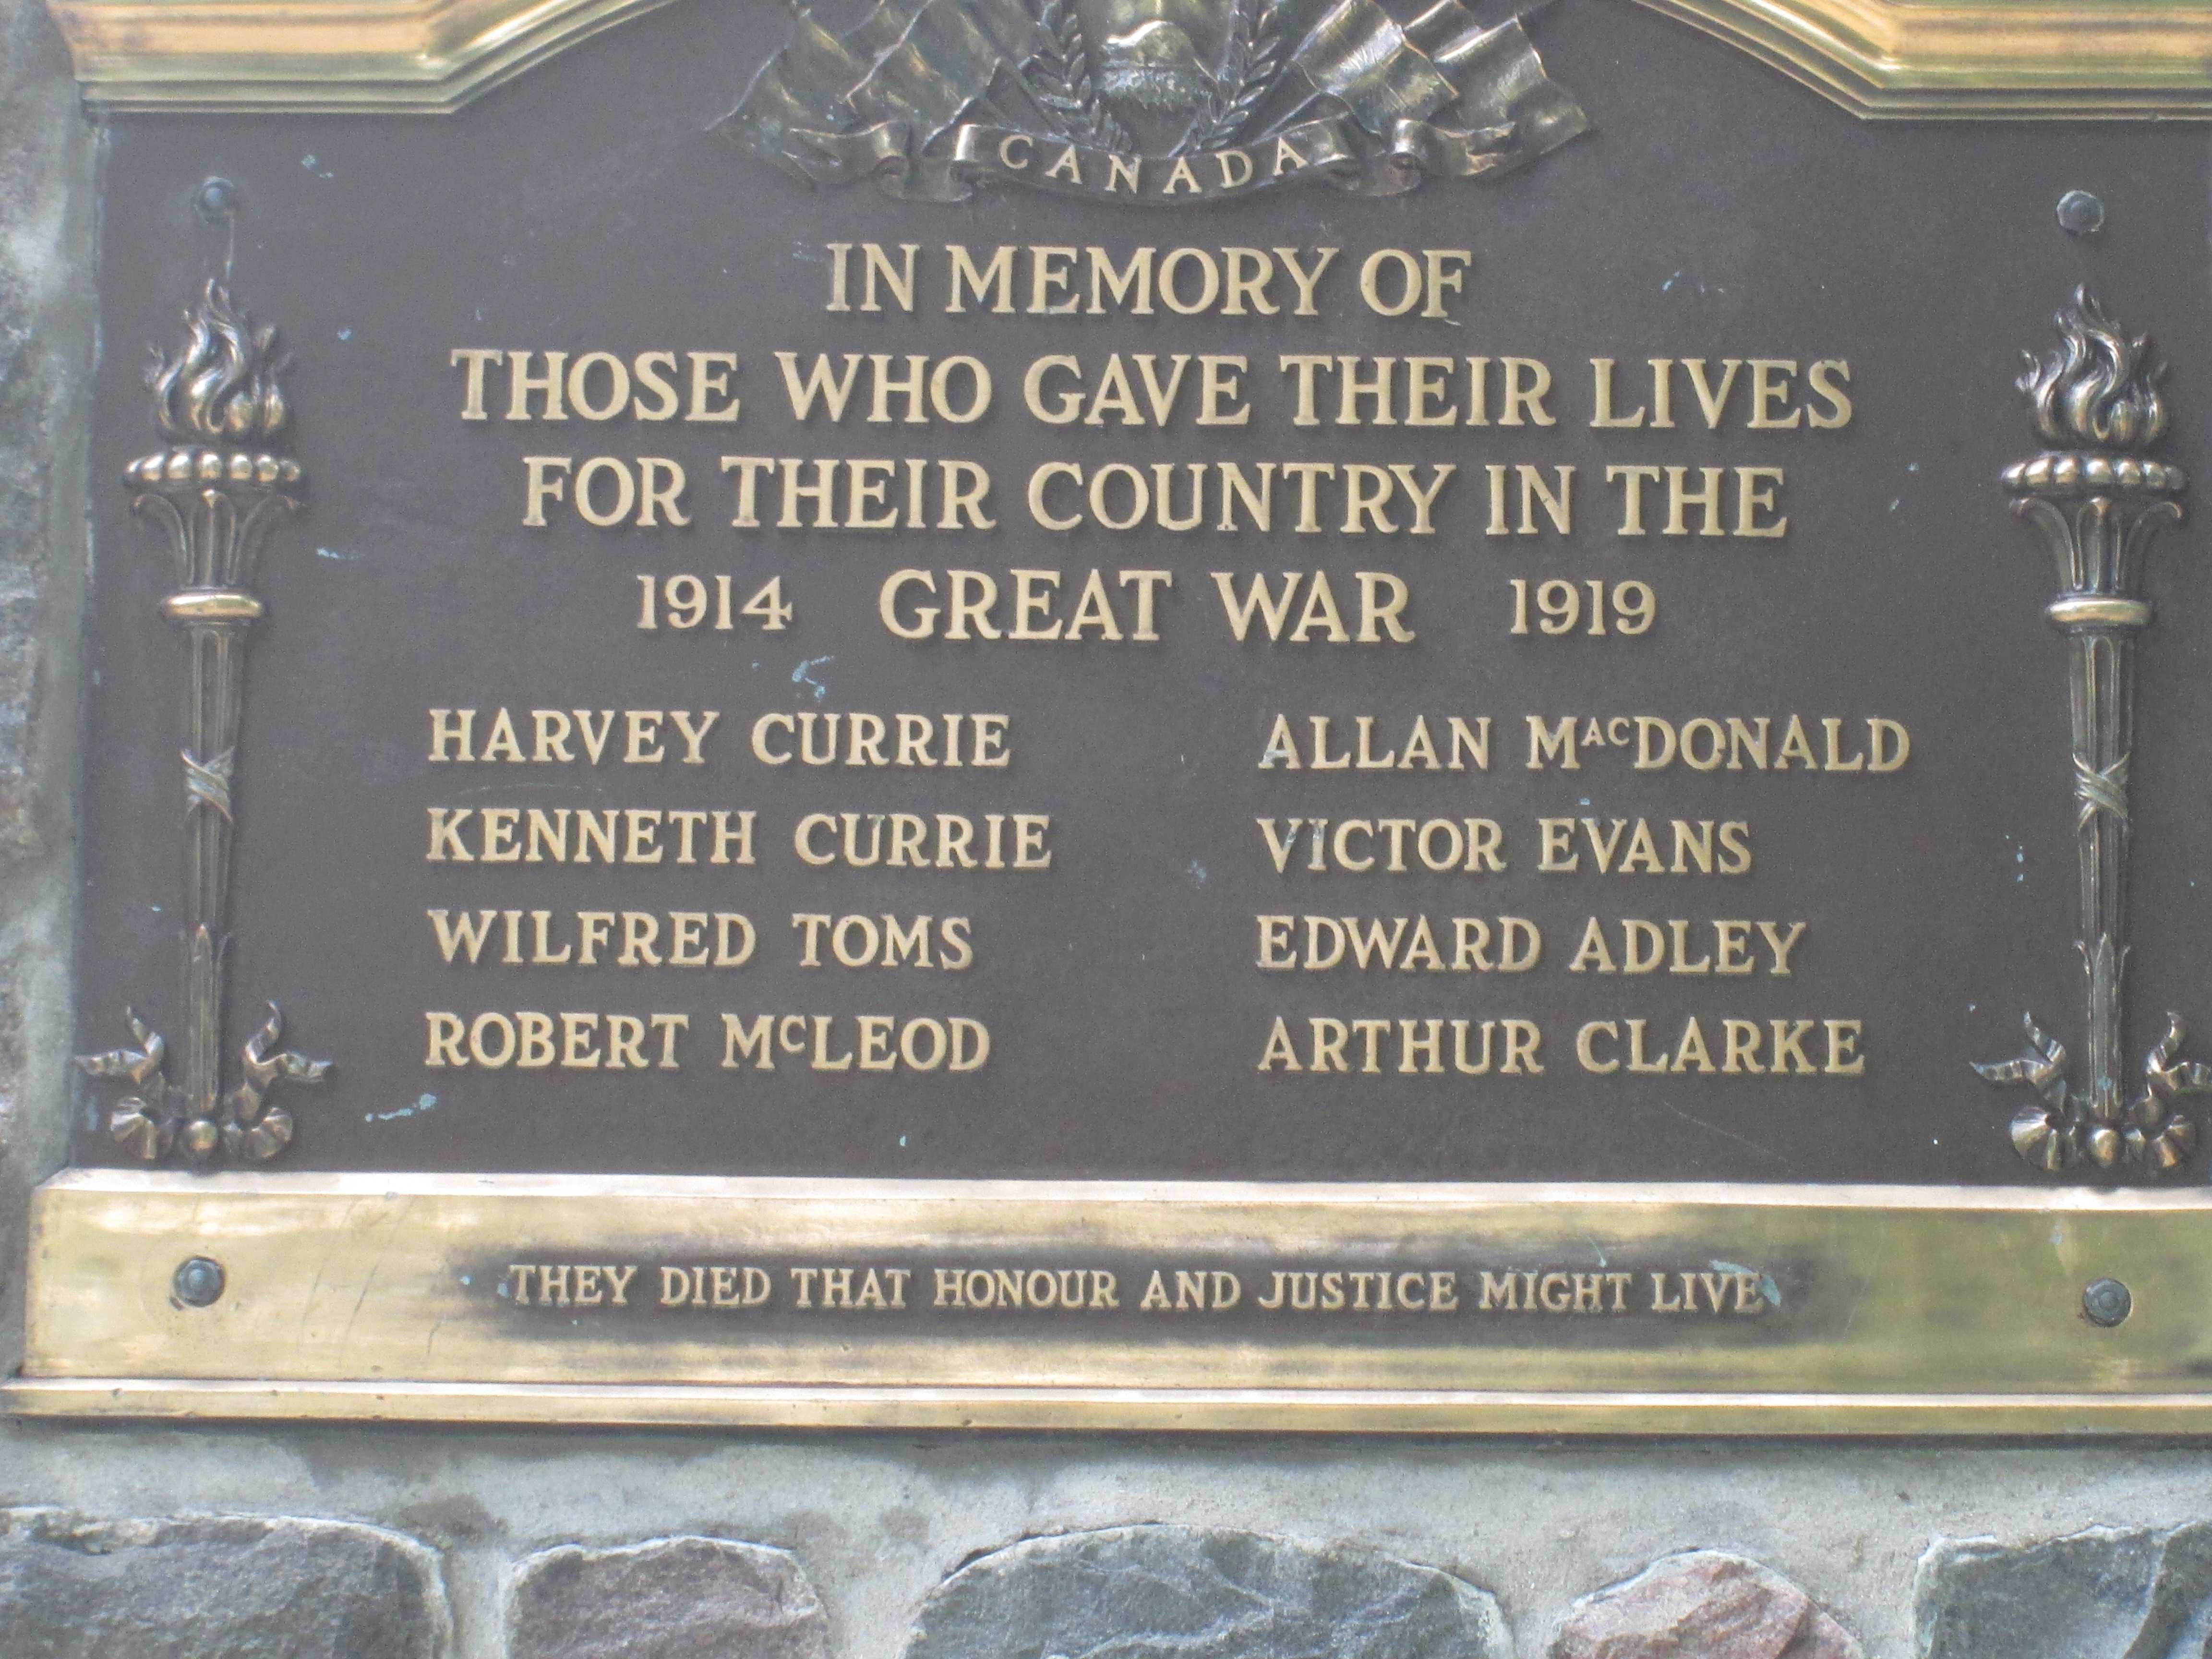 CANADA
IN MEMORY OF
THOSE WHO GAVE THEIR LIVES
FOR THEIR COUNTRY IN THE
1914 GREAT WAR 1919
HARVEY CURRIE
KENNETH CURRIE
WILFRED TOMS
ROBERT McLEOD
ALLAN MacDONALD
VICTOR EVANS
EDWARD ADLEY
ARTHUR CLARKE
THEY DIED THAT HONOUR AND JUSTICE MIGHT LIVE